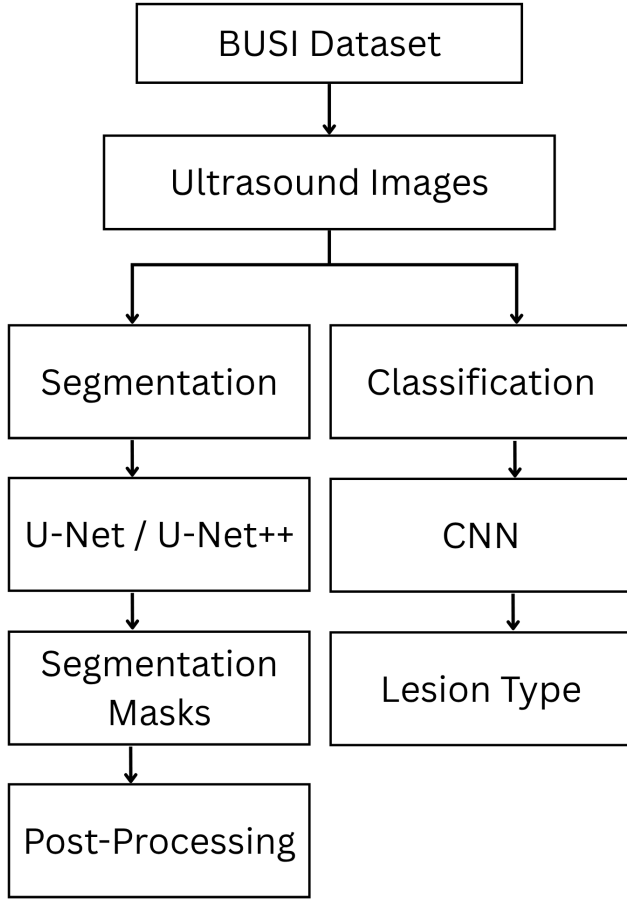 BUSI Dataset
Ultrasound Images
Segmentation
Classification
U-Net / U-Net++
CNN
Segmentation
Masks
Lesion Type
Post-Processing